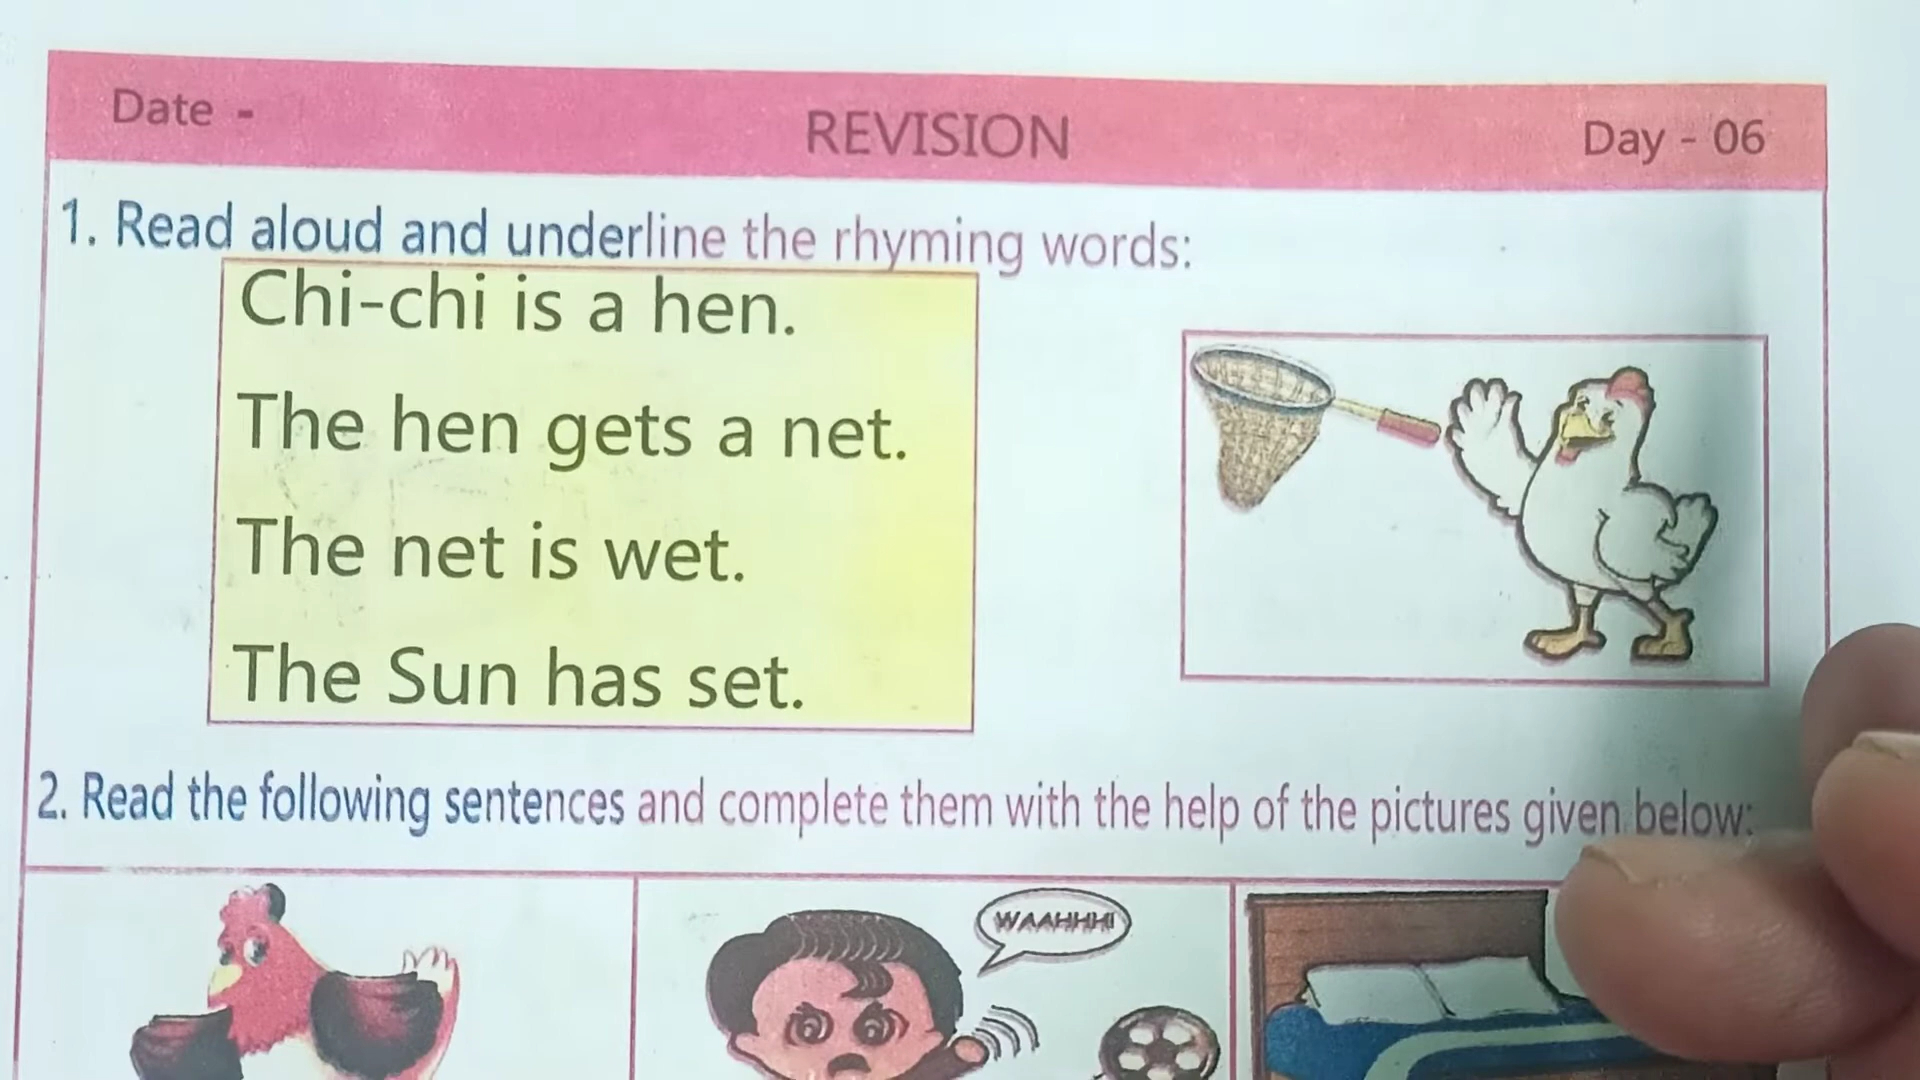 Date - REVISION Day - 06
1. Read aloud and underline the rhyming words:
Chi-chi is a hen.
The hen gets a net.
The net is wet.
The Sun has set.
2. Read the following sentences and complete them with the help of the pictures given below:
WAAHHH!